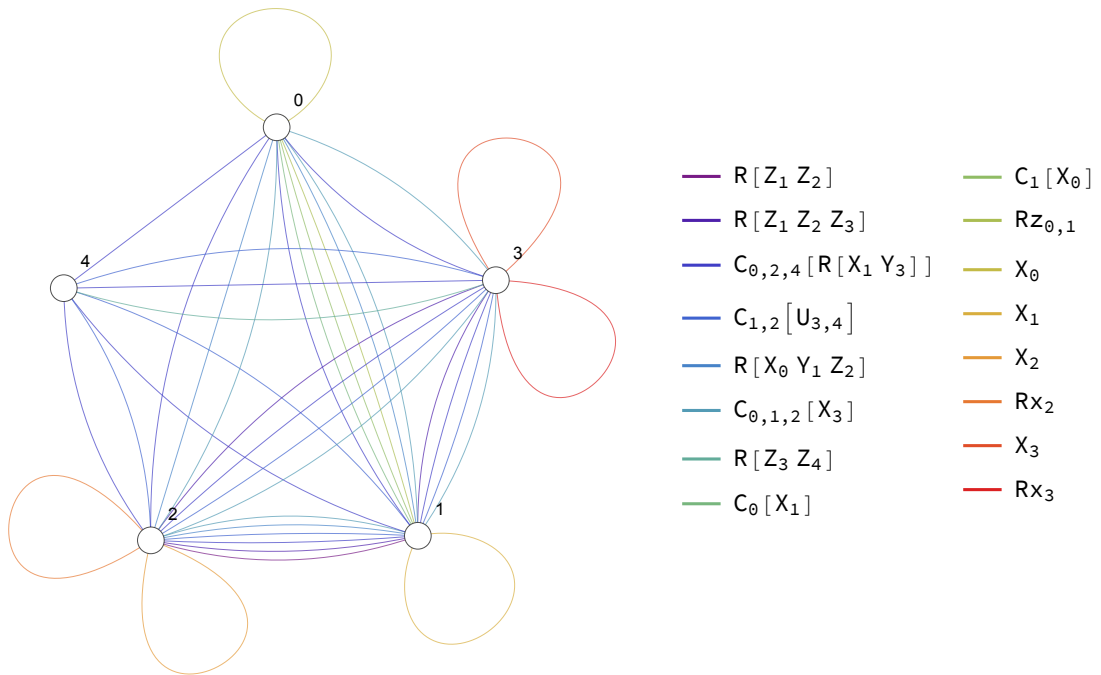 0
3
4
2
1
R[Z₁ Z₂]
R[Z₁ Z₂ Z₃]
C₀,₂,₄[R[X₁ Y₃]]
C₁,₂[U₃,₄]
R[X₀ Y₁ Z₂]
C₀,₁,₂[X₃]
R[Z₃ Z₄]
C₀[X₁]
C₁[X₀]
Rz₀,₁
X₀
X₁
X₂
Rx₂
X₃
Rx₃